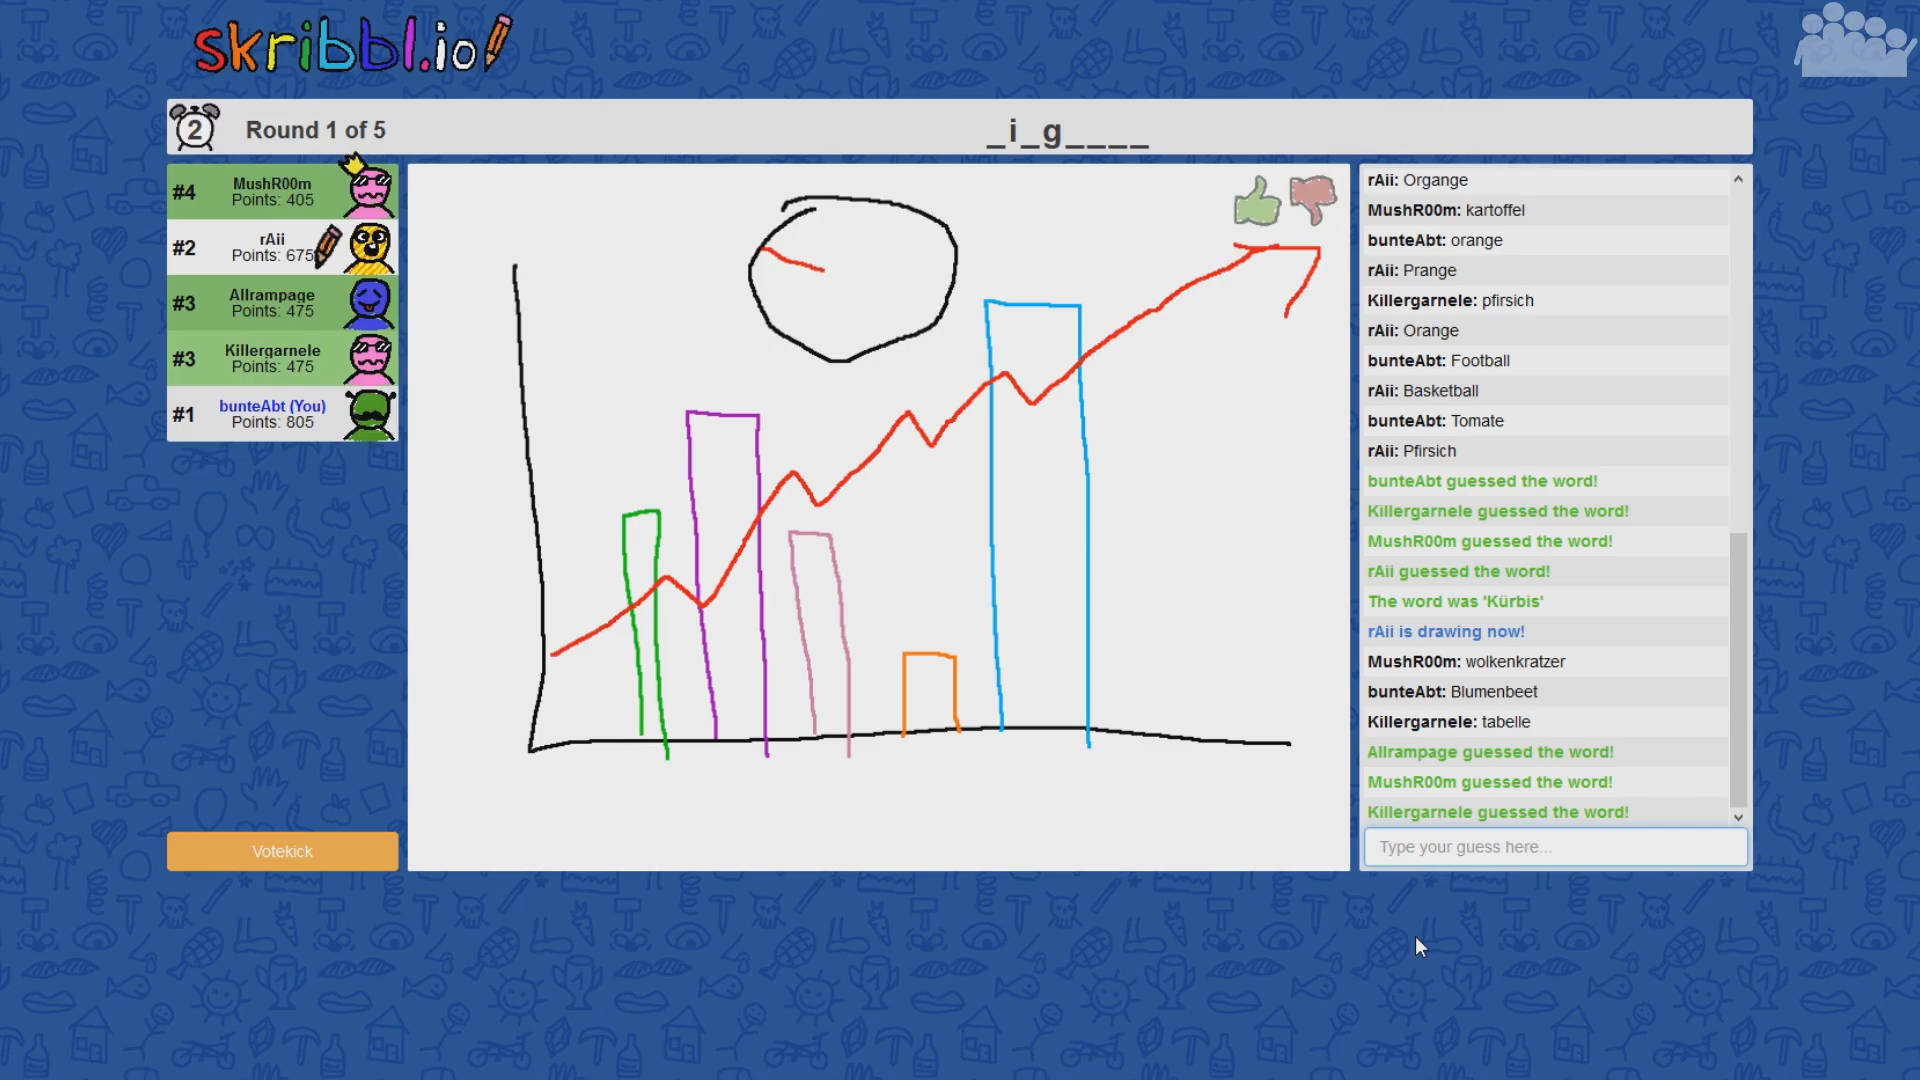 skribbl.io
2
Round 1 of 5
_i_g____
#4
MushR00m
Points: 405
#2
rAii
Points: 675
#3
Allrampage
Points: 475
#3
Killergarnele
Points: 475
#1
bunteAbt (You)
Points: 805
Votekick
rAii: Organge
MushR00m: kartoffel
bunteAbt: orange
rAii: Prange
Killergarnele: pfirsich
rAii: Orange
bunteAbt: Football
rAii: Basketball
bunteAbt: Tomate
rAii: Pfirsich
bunteAbt guessed the word!
Killergarnele guessed the word!
MushR00m guessed the word!
rAii guessed the word!
The word was 'Kürbis'
rAii is drawing now!
MushR00m: wolkenkratzer
bunteAbt: Blumenbeet
Killergarnele: tabelle
Allrampage guessed the word!
MushR00m guessed the word!
Killergarnele guessed the word!
Type your guess here...